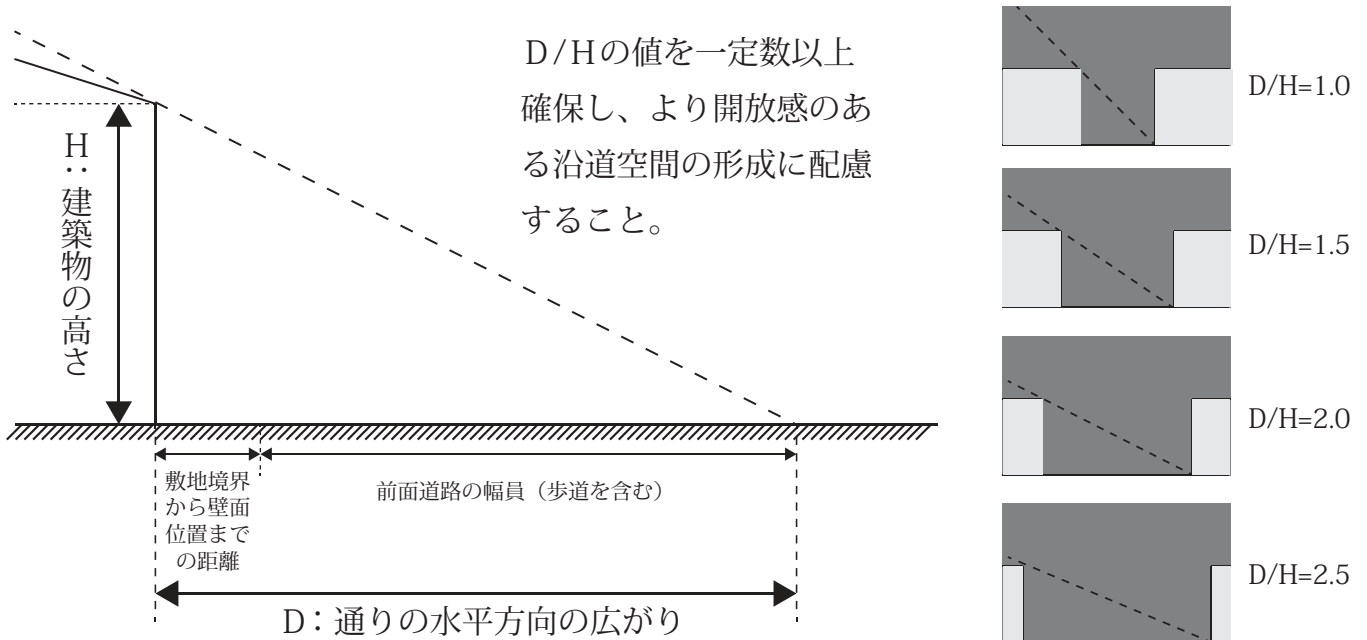 D/Hの値を一定数以上
確保し、より開放感のあ
る沿道空間の形成に配慮
すること。
H：建築物の高さ
敷地境界
から壁面
位置まで
の距離
前面道路の幅員（歩道を含む）
D：通りの水平方向の広がり
D/H=1.0
D/H=1.5
D/H=2.0
D/H=2.5